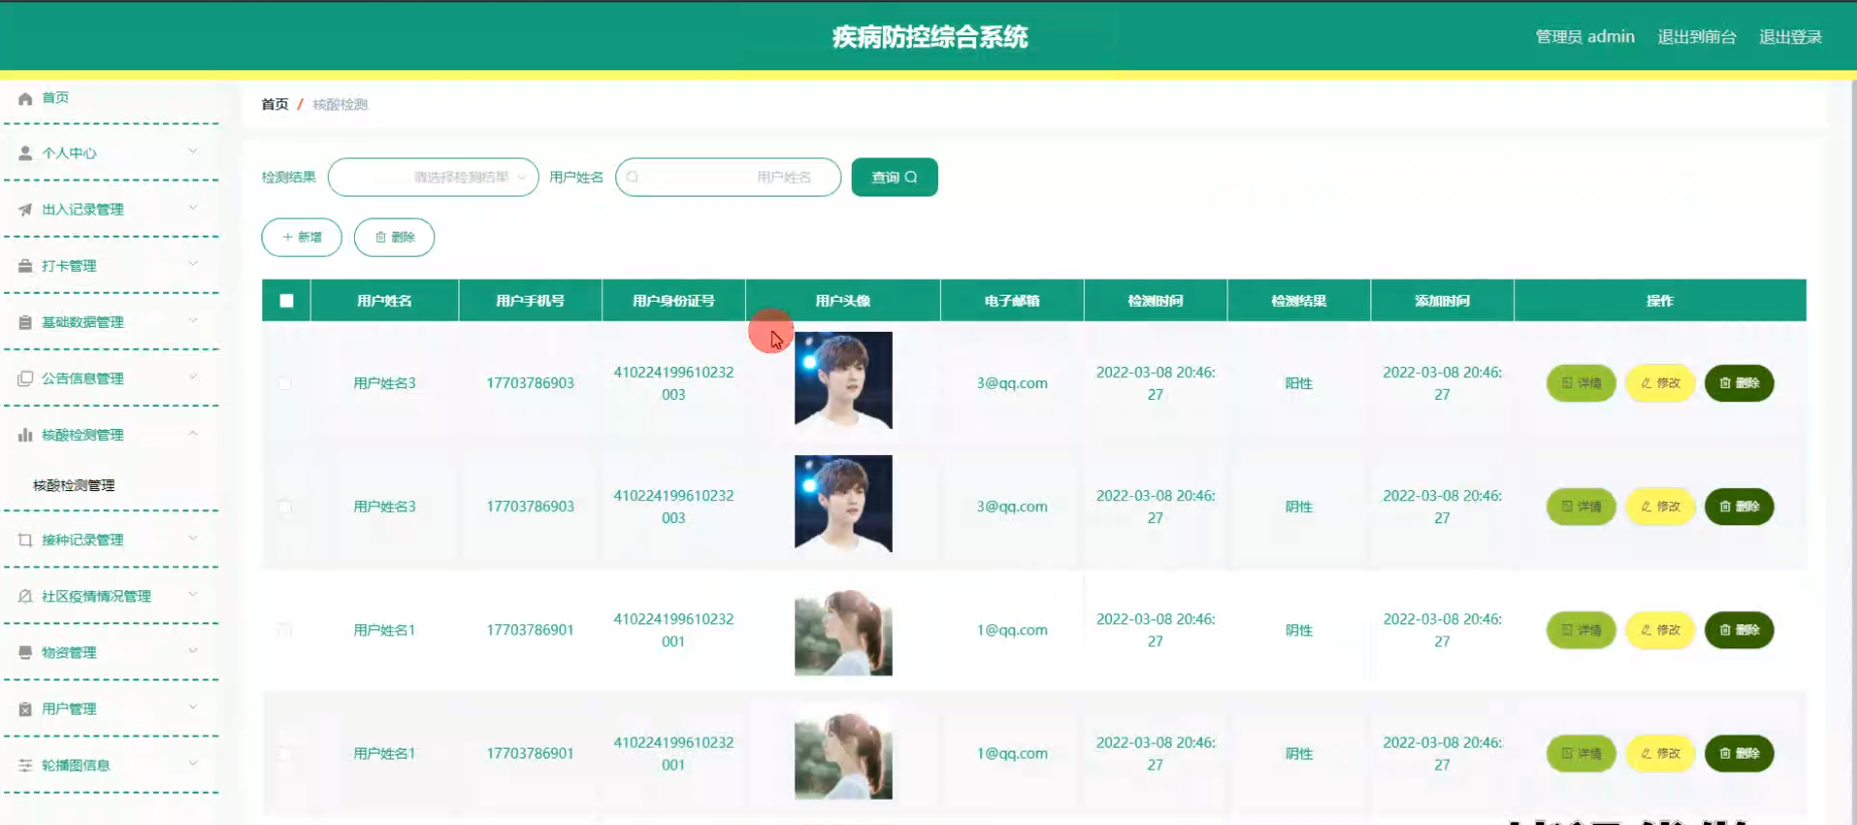 疾病防控综合系统
管理员 admin 退出到前台 退出登录
首页
个人中心
出入记录管理
打卡管理
基础数据管理
公告信息管理
核酸检测管理
核酸检测管理
接种记录管理
社区疫情情况管理
物资管理
用户管理
轮播图信息
首页 / 核酸检测
检测结果 请选择检测结果 用户姓名 用户姓名 查询
+ 新增 删除
用户姓名 用户手机号 用户身份证号 用户头像 电子邮箱 检测时间 检测结果 添加时间 操作
用户姓名3 17703786903 410224199610232 3@qq.com 2022-03-08 20:46: 阳性 2022-03-08 20:46: 详情 修改 删除
003 27 27
用户姓名3 17703786903 410224199610232 3@qq.com 2022-03-08 20:46: 阴性 2022-03-08 20:46: 详情 修改 删除
003 27 27
用户姓名1 17703786901 410224199610232 1@qq.com 2022-03-08 20:46: 阴性 2022-03-08 20:46: 详情 修改 删除
001 27 27
用户姓名1 17703786901 410224199610232 1@qq.com 2022-03-08 20:46: 阴性 2022-03-08 20:46: 详情 修改 删除
001 27 27